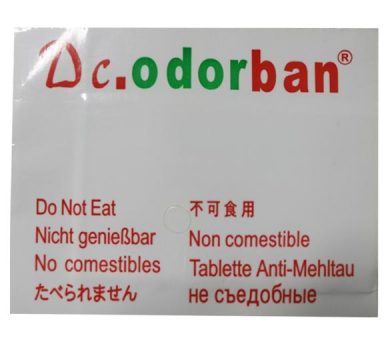 Dc.odorban®
Do Not Eat
Nicht genießbar
No comestibles
たべられません
不可食用
Non comestible
Tablette Anti-Mehltau
не съедобные